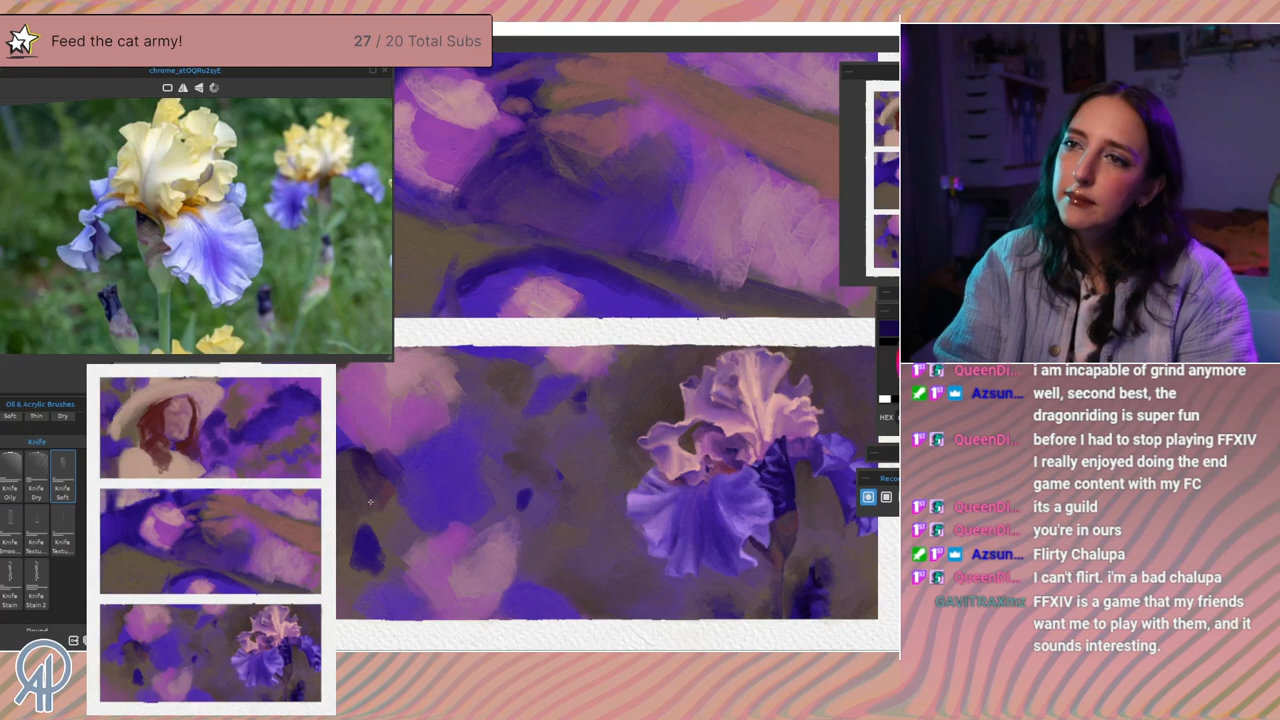 Feed the cat army!
27 / 20 Total Subs
Oil & Acrylic Brushes
Soft Thin Dry
Knife
Knife Oily
Knife Dry
Knife Soft
Knife Smoo...
Knife Textu...
Knife Textu...
Knife Stain
Knife Stain 2
HEX
QueenDi... i am incapable of grind anymore
Azsun... well, second best, the
dragonriding is super fun
QueenDi... before I had to stop playing FFXIV
I really enjoyed doing the end
game content with my FC
QueenDi... its a guild
QueenDi... you're in ours
Azsun... Flirty Chalupa
QueenDi... I can't flirt. i'm a bad chalupa
FFXIV is a game that my friends
want me to play with them, and it
sounds interesting.